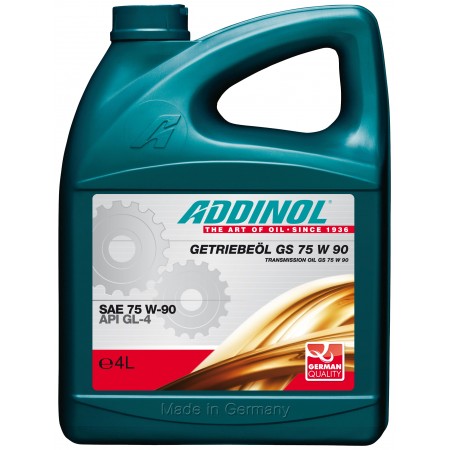 ADDINOL
THE ART OF OIL · SINCE 1936
GETRIEBEÖL GS 75 W 90
TRANSMISSION OIL GS 75 W 90
SAE 75 W-90
API GL-4
℮4L
GERMAN
QUALITY
Made in Germany